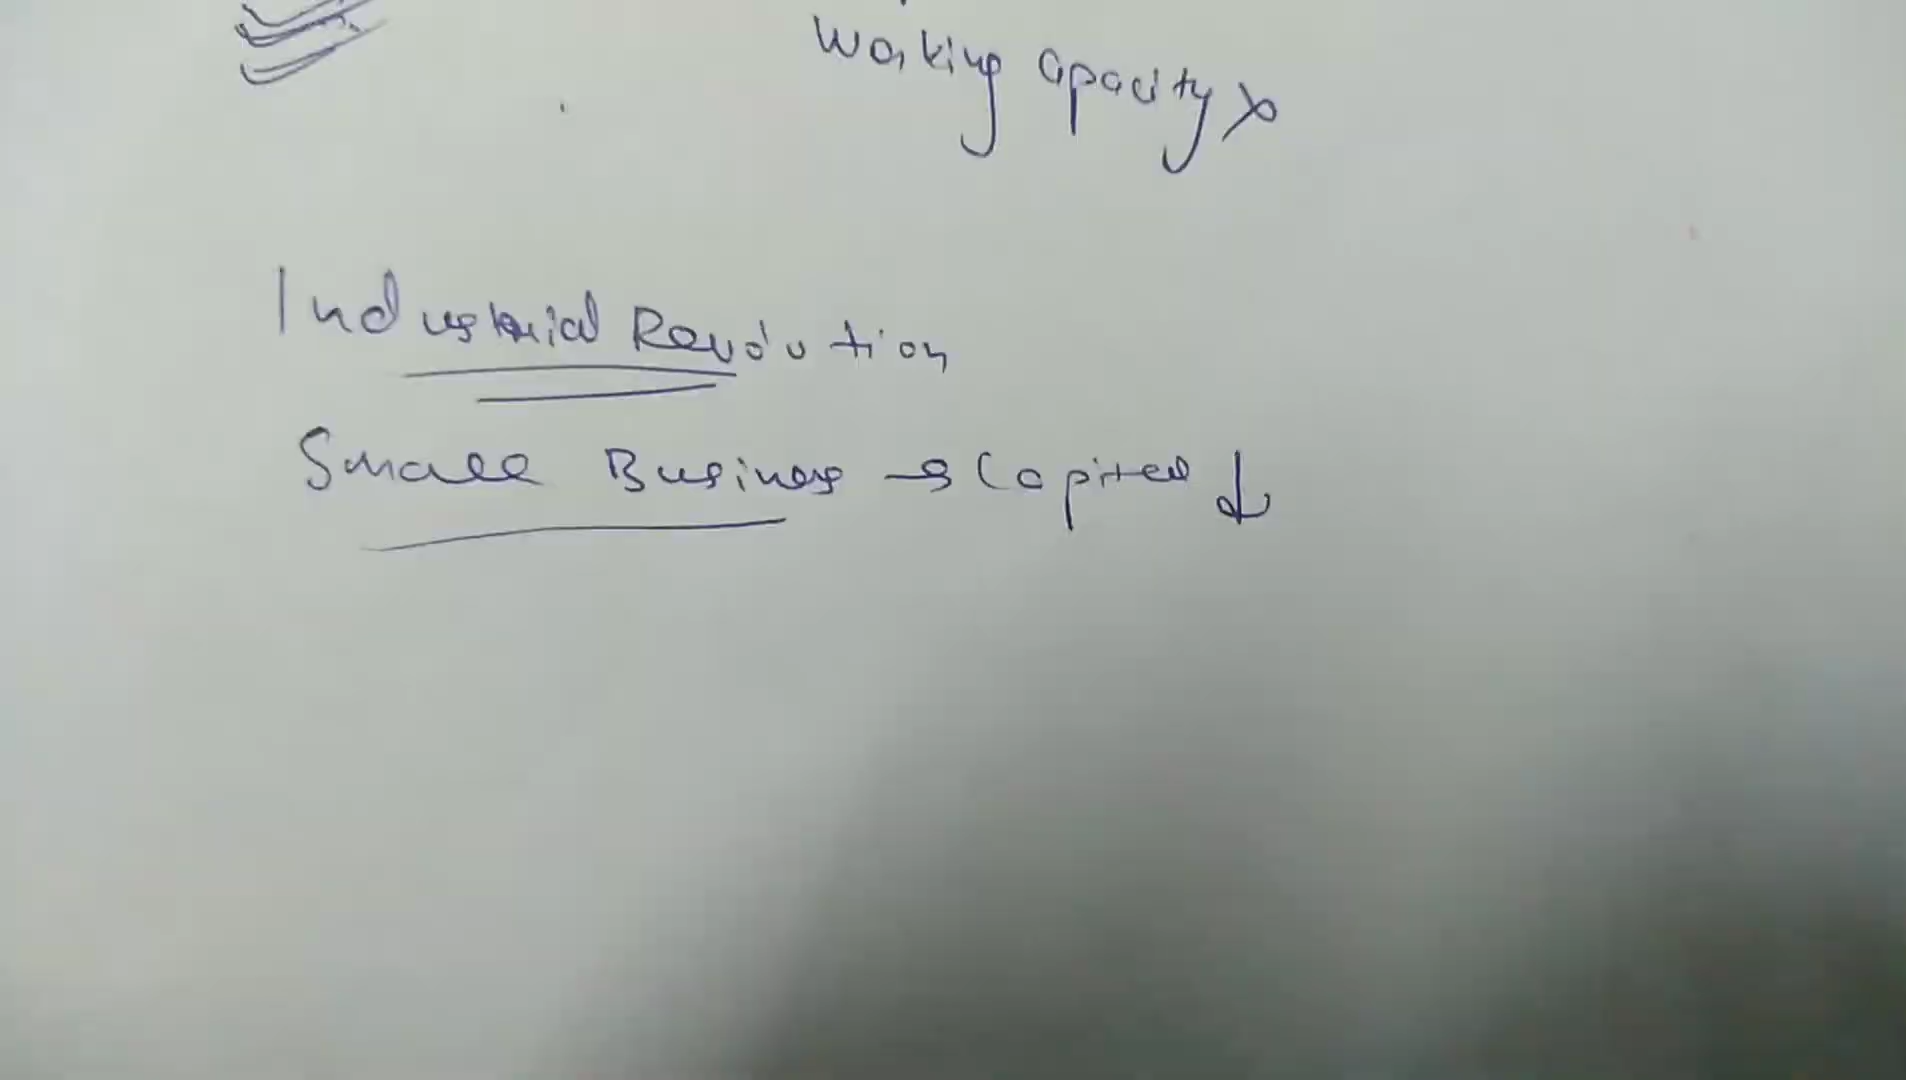 Working Capacity ×
Industrial Revolution
Small Business → Capital ↓